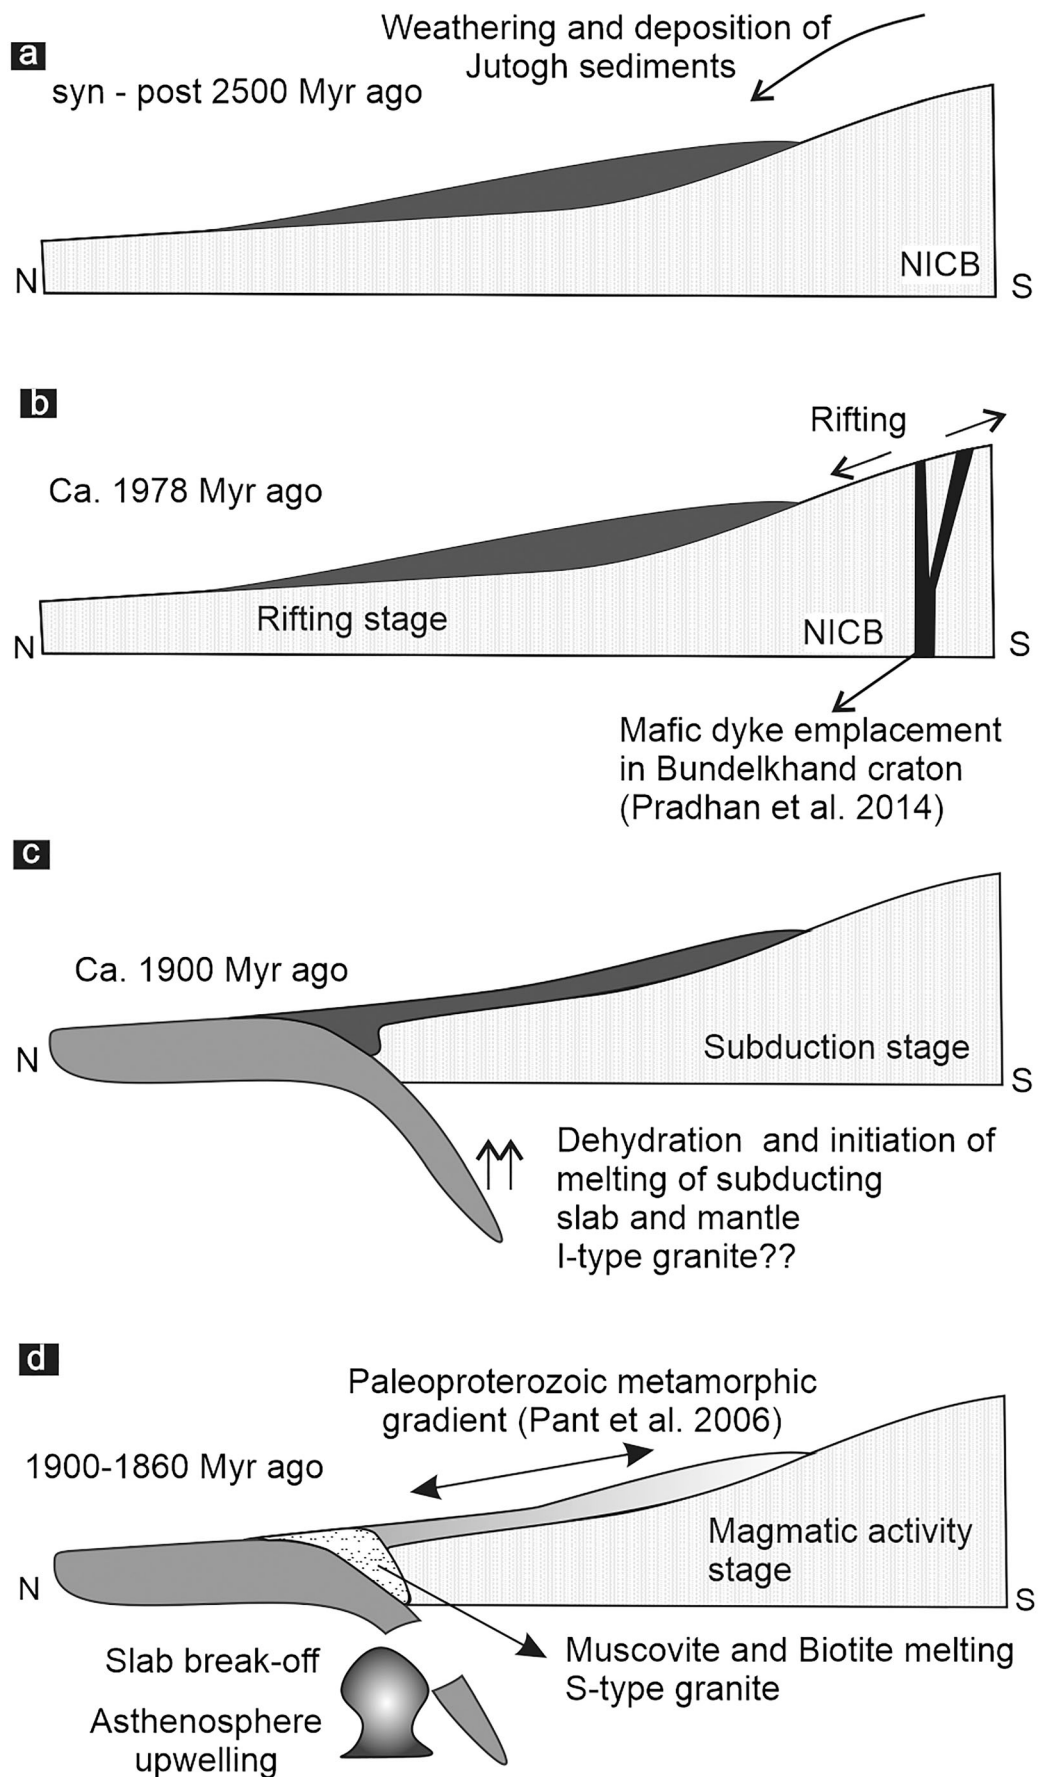 a
Weathering and deposition of
Jutogh sediments
syn - post 2500 Myr ago
NICB
N
S
b
Rifting
Ca. 1978 Myr ago
Rifting stage
NICB
N
S
Mafic dyke emplacement
in Bundelkhand craton
(Pradhan et al. 2014)
c
Ca. 1900 Myr ago
Subduction stage
N
S
Dehydration and initiation of
melting of subducting
slab and mantle
I-type granite??
d
Paleoproterozoic metamorphic
gradient (Pant et al. 2006)
1900-1860 Myr ago
Magmatic activity
stage
N
S
Slab break-off
Muscovite and Biotite melting
S-type granite
Asthenosphere
upwelling